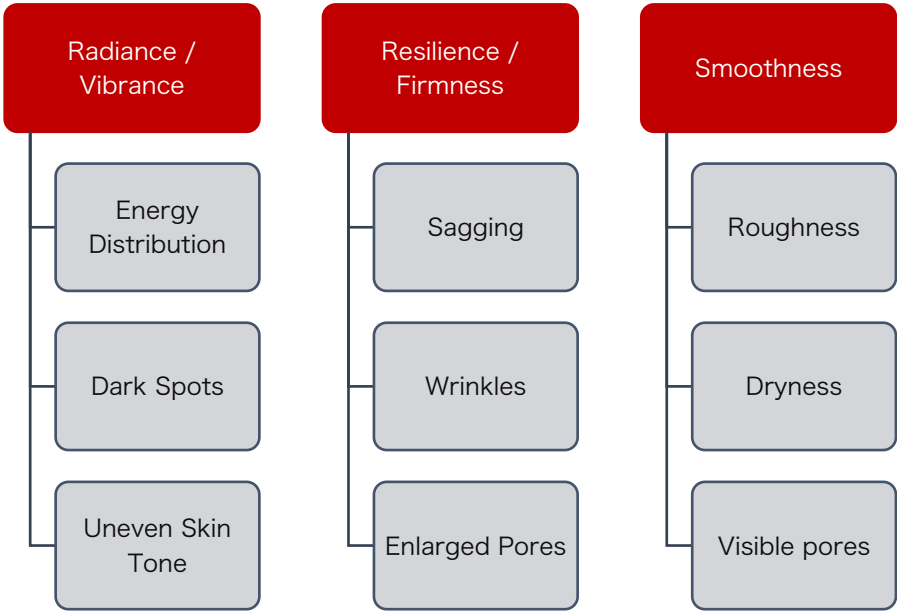 Radiance /
Vibrance
Energy
Distribution
Dark Spots
Uneven Skin
Tone
Resilience /
Firmness
Sagging
Wrinkles
Enlarged Pores
Smoothness
Roughness
Dryness
Visible pores